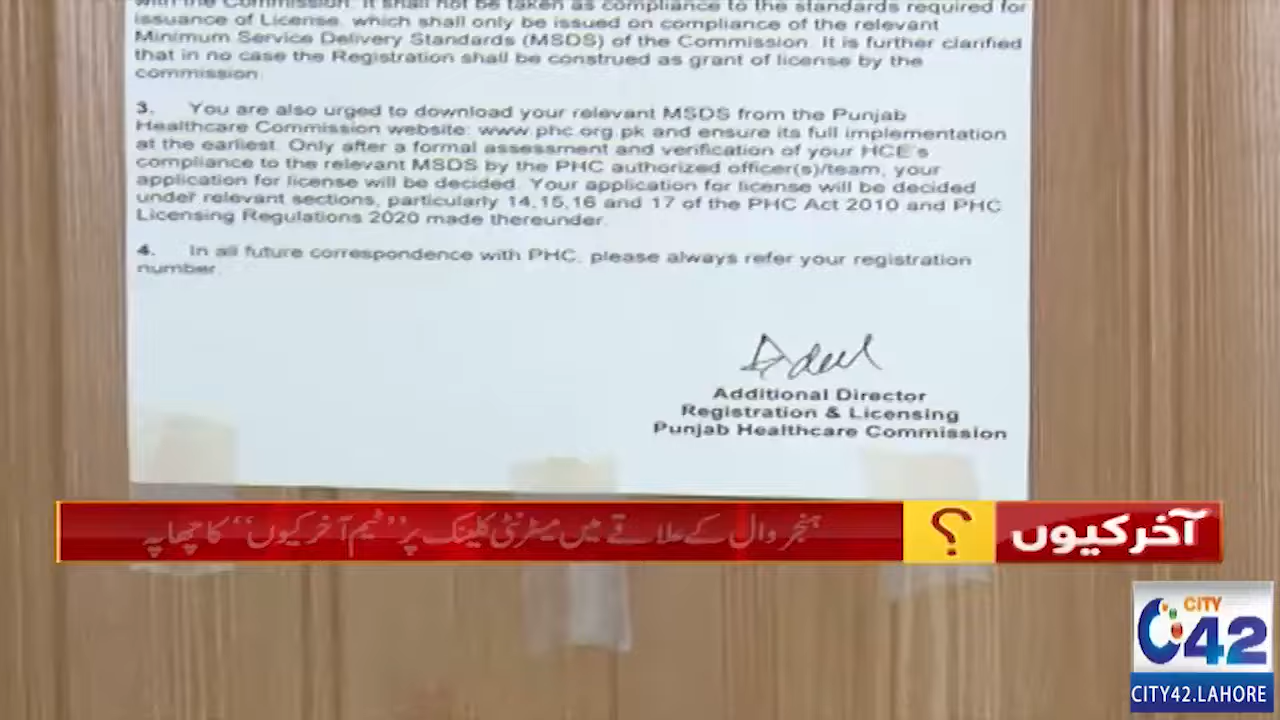 with the Commission. It shall not be taken as compliance to the standards required for
issuance of License, which shall only be issued on compliance of the relevant
Minimum Service Delivery Standards (MSDS) of the Commission. It is further clarified
that in no case the Registration shall be construed as grant of license by the
commission.
3. You are also urged to download your relevant MSDS from the Punjab
Healthcare Commission website: www.phc.org.pk and ensure its full implementation
at the earliest. Only after a formal assessment and verification of your HCE's
compliance to the relevant MSDS by the PHC authorized officer(s)/team, your
application for license will be decided. Your application for license will be decided
under relevant sections, particularly 14,15,16 and 17 of the PHC Act 2010 and PHC
Licensing Regulations 2020 made thereunder.
4. In all future correspondence with PHC, please always refer your registration
number.
Additional Director
Registration & Licensing
Punjab Healthcare Commission
آخر کیوں ؟ ہنجروال کے علاقے میں میٹرنٹی کلینک پر ”ٹیم آخر کیوں“ کا چھاپہ
CITY
42
CITY42.LAHORE